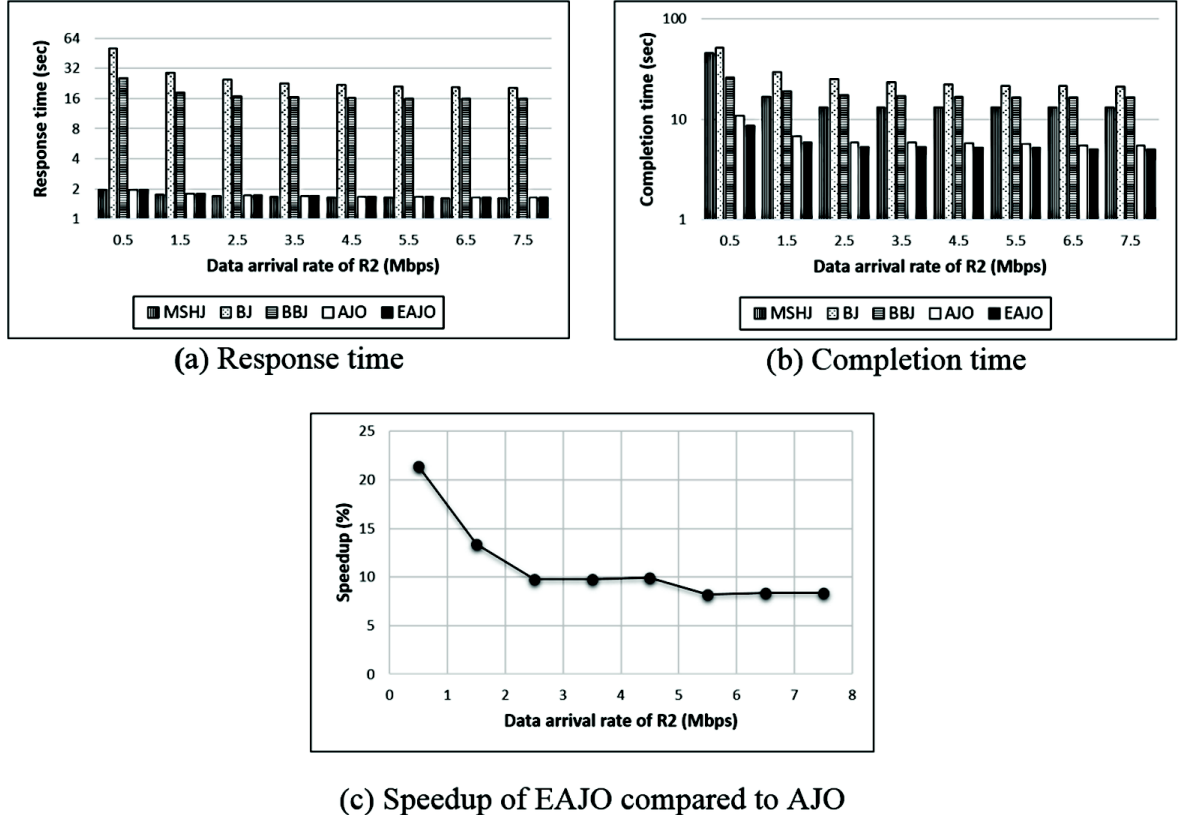 Response time (sec)
64
32
16
8
4
2
1
0.5 1.5 2.5 3.5 4.5 5.5 6.5 7.5
Data arrival rate of R2 (Mbps)
MSHJ BJ BBJ AJO EAJO
(a) Response time
Completion time (sec)
100
10
1
0.5 1.5 2.5 3.5 4.5 5.5 6.5 7.5
Data arrival rate of R2 (Mbps)
MSHJ BJ BBJ AJO EAJO
(b) Completion time
Speedup (%)
25
20
15
10
5
0
0 1 2 3 4 5 6 7 8
Data arrival rate of R2 (Mbps)
(c) Speedup of EAJO compared to AJO